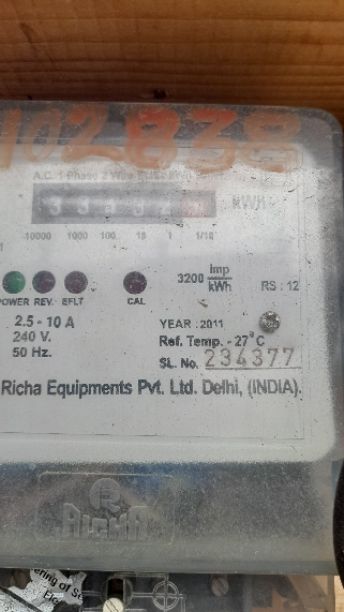 102838
A.C. 1 Phase 2 Wire
kWh
10000 1000 100 10 1 1/10
POWER REV. EFLT CAL
3200 Imp/kWh RS : 12
2.5 - 10 A
240 V.
50 Hz.
YEAR : 2011
Ref. Temp. - 27°C
SL. No. 234377
Richa Equipments Pvt. Ltd. Delhi, (INDIA).
R
RICHA